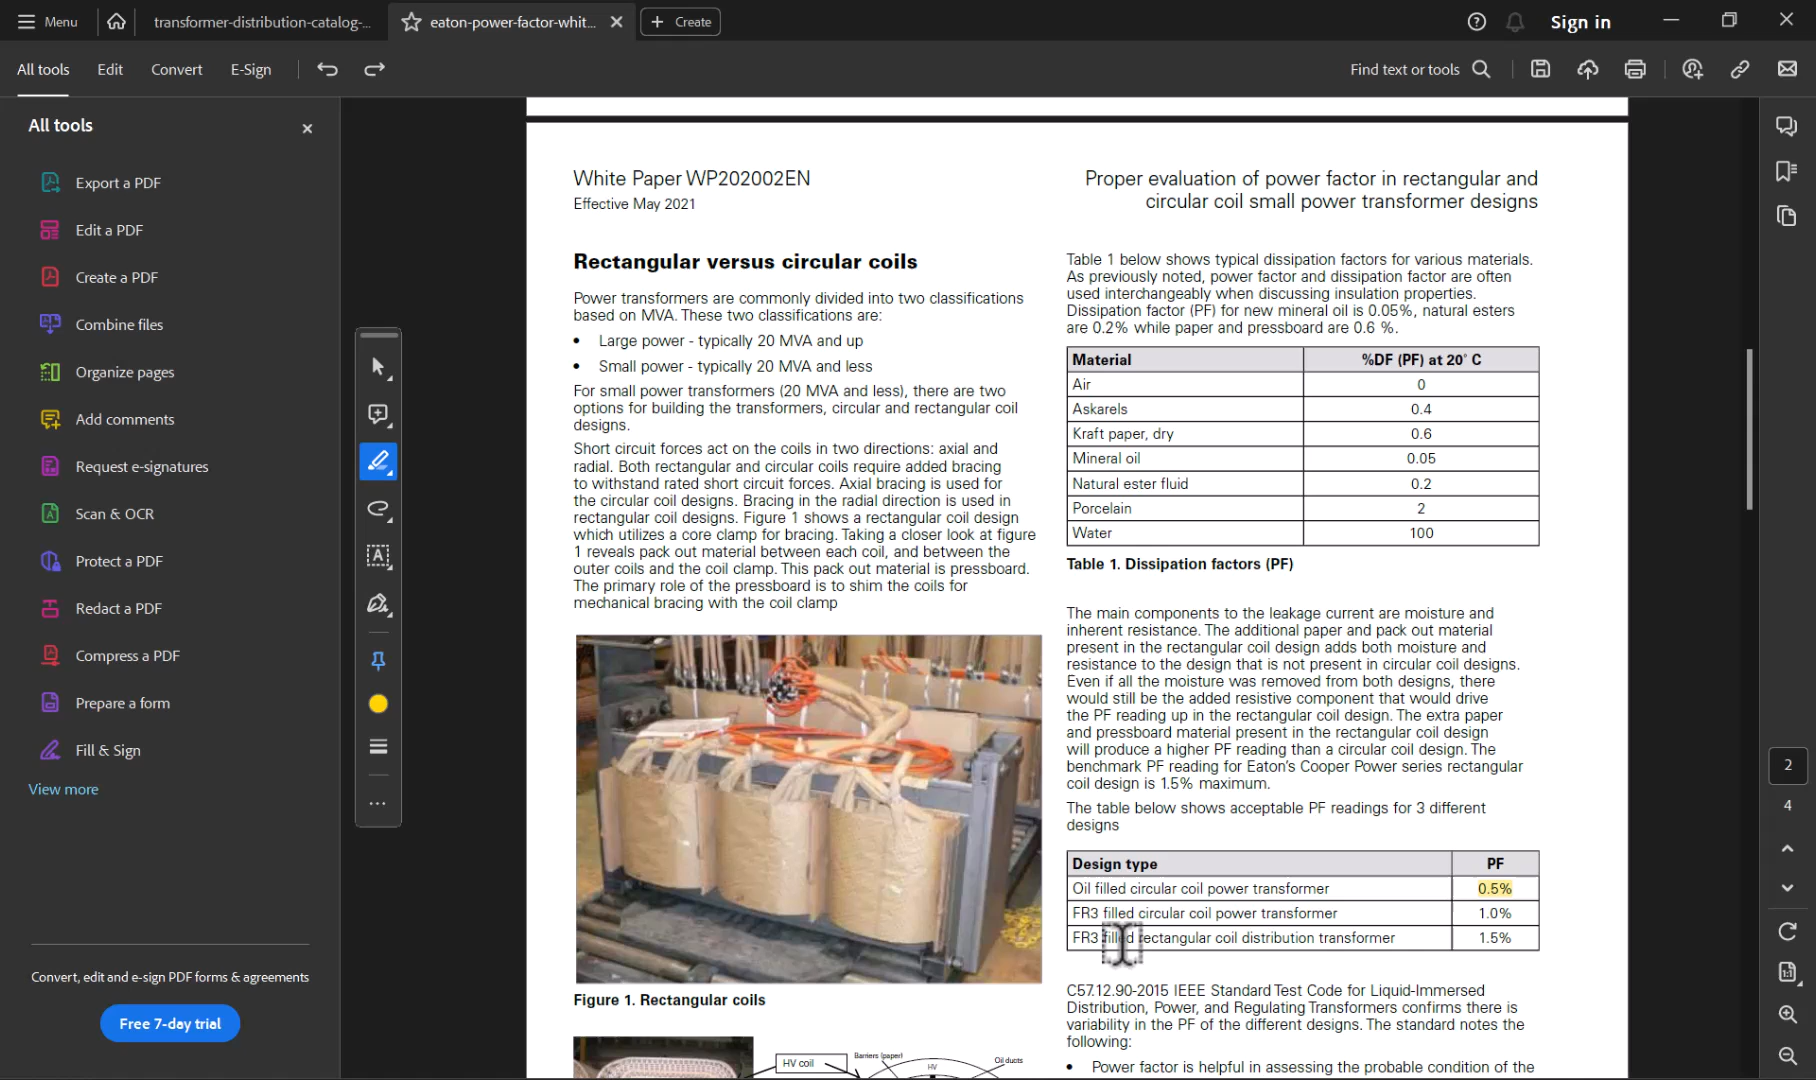 Menu
transformer-distribution-catalog-...
eaton-power-factor-whit...
Create
Sign in
All tools
Edit
Convert
E-Sign
Find text or tools
All tools
Export a PDF
Edit a PDF
Create a PDF
Combine files
Organize pages
Add comments
Request e-signatures
Scan & OCR
Protect a PDF
Redact a PDF
Compress a PDF
Prepare a form
Fill & Sign
View more
Convert, edit and e-sign PDF forms & agreements
Free 7-day trial
White Paper WP202002EN
Effective May 2021
Proper evaluation of power factor in rectangular and
circular coil small power transformer designs
Rectangular versus circular coils
Power transformers are commonly divided into two classifications
based on MVA. These two classifications are:
• Large power - typically 20 MVA and up
• Small power - typically 20 MVA and less
For small power transformers (20 MVA and less), there are two
options for building the transformers, circular and rectangular coil
designs.
Short circuit forces act on the coils in two directions: axial and
radial. Both rectangular and circular coils require added bracing
to withstand rated short circuit forces. Axial bracing is used for
the circular coil designs. Bracing in the radial direction is used in
rectangular coil designs. Figure 1 shows a rectangular coil design
which utilizes a core clamp for bracing. Taking a closer look at figure
1 reveals pack out material between each coil, and between the
outer coils and the coil clamp. This pack out material is pressboard.
The primary role of the pressboard is to shim the coils for
mechanical bracing with the coil clamp
Figure 1. Rectangular coils
HV coil
Barriers (paper)
HV
Oil ducts
Table 1 below shows typical dissipation factors for various materials.
As previously noted, power factor and dissipation factor are often
used interchangeably when discussing insulation properties.
Dissipation factor (PF) for new mineral oil is 0.05%, natural esters
are 0.2% while paper and pressboard are 0.6 %.
Material %DF (PF) at 20° C
Air 0
Askarels 0.4
Kraft paper, dry 0.6
Mineral oil 0.05
Natural ester fluid 0.2
Porcelain 2
Water 100
Table 1. Dissipation factors (PF)
The main components to the leakage current are moisture and
inherent resistance. The additional paper and pack out material
present in the rectangular coil design adds both moisture and
resistance to the design that is not present in circular coil designs.
Even if all the moisture was removed from both designs, there
would still be the added resistive component that would drive
the PF reading up in the rectangular coil design. The extra paper
and pressboard material present in the rectangular coil design
will produce a higher PF reading than a circular coil design. The
benchmark PF reading for Eaton's Cooper Power series rectangular
coil design is 1.5% maximum.
The table below shows acceptable PF readings for 3 different
designs
Design type PF
Oil filled circular coil power transformer 0.5%
FR3 filled circular coil power transformer 1.0%
FR3 filled rectangular coil distribution transformer 1.5%
C57.12.90-2015 IEEE Standard Test Code for Liquid-Immersed
Distribution, Power, and Regulating Transformers confirms there is
variability in the PF of the different designs. The standard notes the
following:
• Power factor is helpful in assessing the probable condition of the
2
4